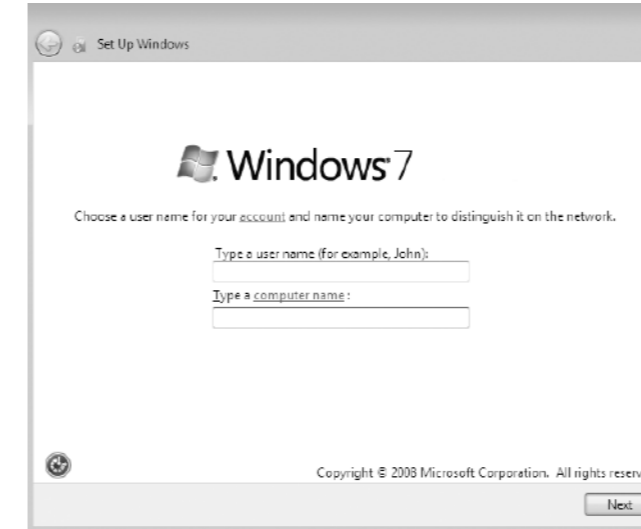 Set Up Windows
Windows 7
Choose a user name for your account and name your computer to distinguish it on the network.
Type a user name (for example, John):
Type a computer name :
Copyright © 2008 Microsoft Corporation. All rights reserv
Next